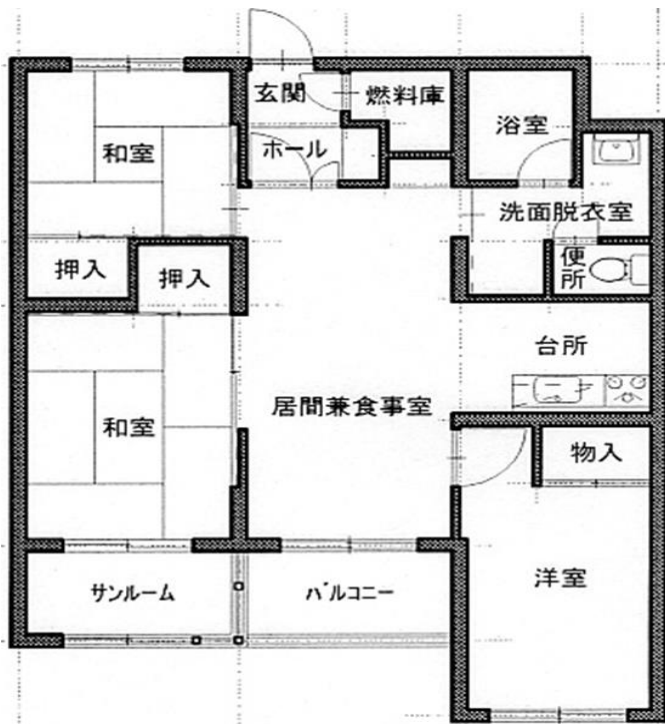 玄関
燃料庫
浴室
和室
ホール
洗面脱衣室
押入
押入
便所
台所
居間兼食事室
和室
物入
洋室
サンルーム
バルコニー